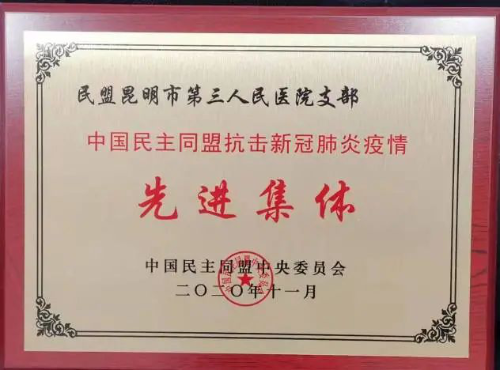 民盟昆明市第三人民医院支部
中国民主同盟抗击新冠肺炎疫情
先进集体
中国民主同盟中央委员会
二〇二〇年十一月